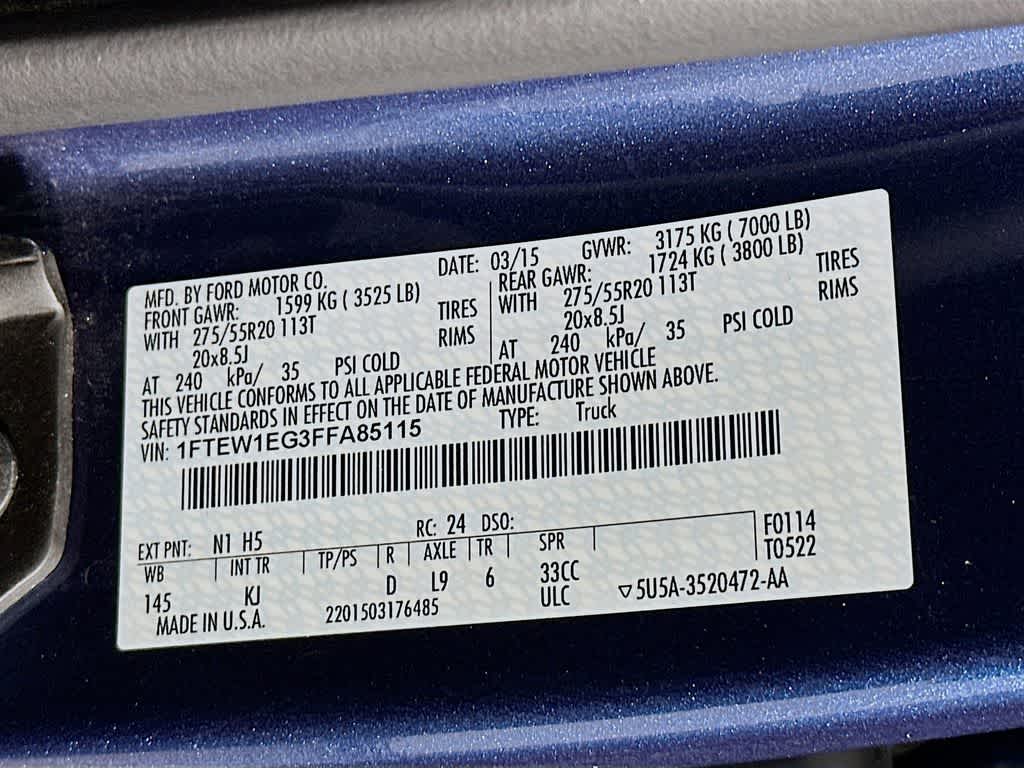 MFD. BY FORD MOTOR CO. DATE: 03/15 GVWR: 3175 KG ( 7000 LB)
FRONT GAWR: 1599 KG ( 3525 LB) REAR GAWR: 1724 KG ( 3800 LB)
WITH 275/55R20 113T TIRES WITH 275/55R20 113T TIRES
20x8.5J RIMS 20x8.5J RIMS
AT 240 kPa/ 35 PSI COLD AT 240 kPa/ 35 PSI COLD
THIS VEHICLE CONFORMS TO ALL APPLICABLE FEDERAL MOTOR VEHICLE
SAFETY STANDARDS IN EFFECT ON THE DATE OF MANUFACTURE SHOWN ABOVE.
VIN: 1FTEW1EG3FFA85115 TYPE: Truck
EXT PNT: N1 H5 RC: 24 DSO: F0114
WB INT TR TP/PS R AXLE TR SPR T0522
145 KJ D L9 6 33CC
ULC ▽5U5A-3520472-AA
MADE IN U.S.A. 2201503176485